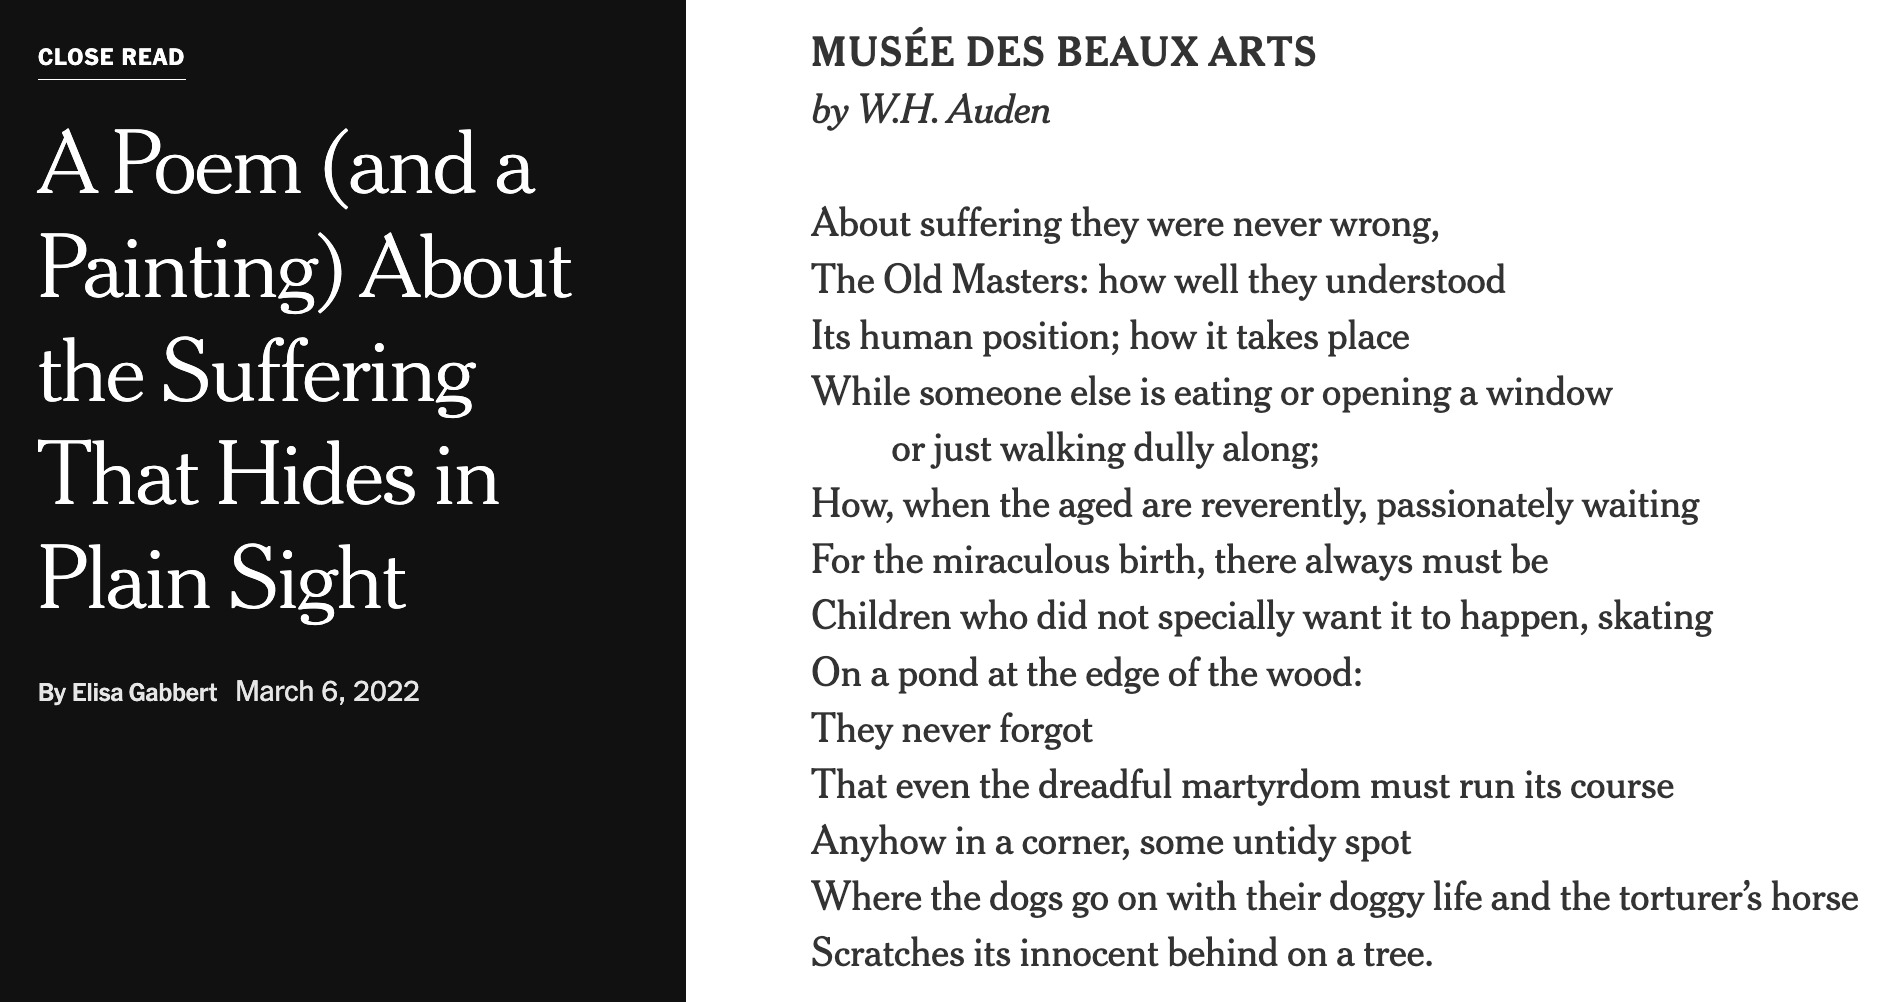 CLOSE READ
A Poem (and a
Painting) About
the Suffering
That Hides in
Plain Sight
By Elisa Gabbert March 6, 2022
MUSÉE DES BEAUX ARTS
by W.H. Auden
About suffering they were never wrong,
The Old Masters: how well they understood
Its human position; how it takes place
While someone else is eating or opening a window
or just walking dully along;
How, when the aged are reverently, passionately waiting
For the miraculous birth, there always must be
Children who did not specially want it to happen, skating
On a pond at the edge of the wood:
They never forgot
That even the dreadful martyrdom must run its course
Anyhow in a corner, some untidy spot
Where the dogs go on with their doggy life and the torturer’s horse
Scratches its innocent behind on a tree.